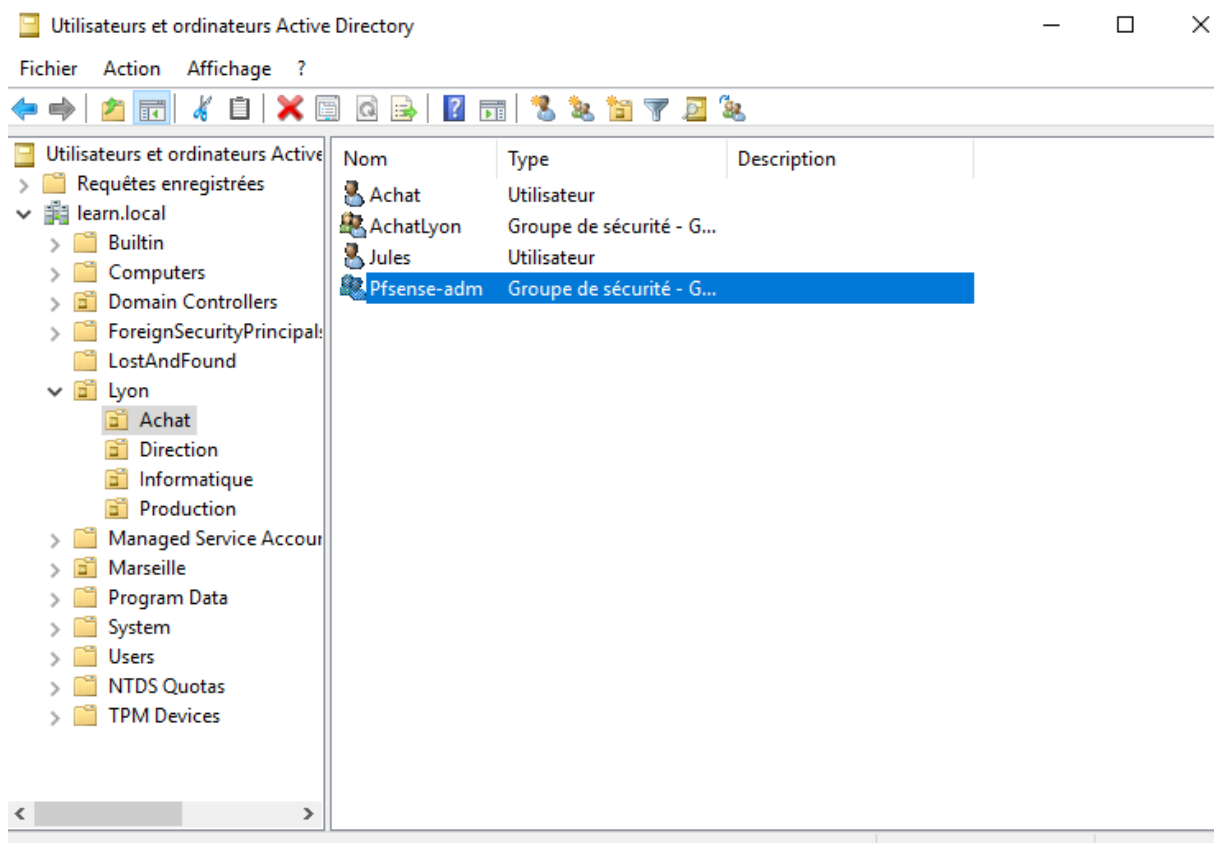 Utilisateurs et ordinateurs Active Directory
Fichier Action Affichage ?
Utilisateurs et ordinateurs Active
Requêtes enregistrées
learn.local
Builtin
Computers
Domain Controllers
ForeignSecurityPrincipals
LostAndFound
Lyon
Achat
Direction
Informatique
Production
Managed Service Accour
Marseille
Program Data
System
Users
NTDS Quotas
TPM Devices
Nom Type Description
Achat Utilisateur
AchatLyon Groupe de sécurité - G...
Jules Utilisateur
Pfsense-adm Groupe de sécurité - G...